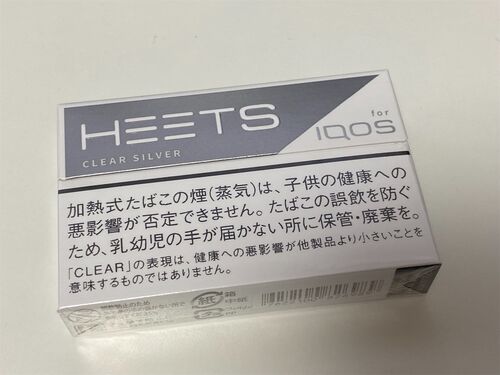 HEETS
CLEAR SILVER
for
IQOS
加熱式たばこの煙(蒸気)は、子供の健康への
悪影響が否定できません。たばこの誤飲を防ぐ
ため、乳幼児の手が届かない所に保管・廃棄を。
「CLEAR」の表現は、健康への悪影響が他製品より小さいことを
意味するものではありません。
紙
箱
中紙